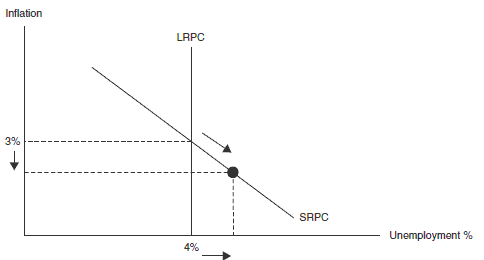 Inflation
LRPC
3%
SRPC
Unemployment %
4%